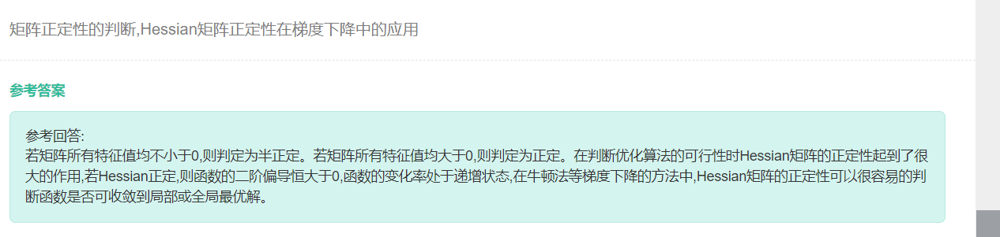 矩阵正定性的判断,Hessian矩阵正定性在梯度下降中的应用
参考答案
参考回答:
若矩阵所有特征值均不小于0,则判定为半正定。若矩阵所有特征值均大于0,则判定为正定。在判断优化算法的可行性时Hessian矩阵的正定性起到了很
大的作用,若Hessian正定,则函数的二阶偏导恒大于0,函数的变化率处于递增状态,在牛顿法等梯度下降的方法中,Hessian矩阵的正定性可以很容易的判
断函数是否可收敛到局部或全局最优解。